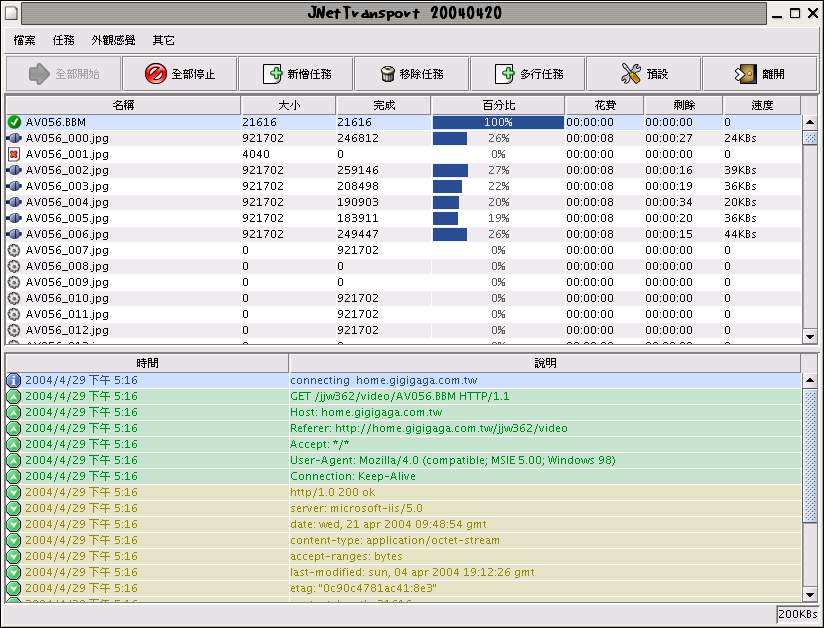 JNetTransport 20040420
檔案 任務 外觀感覺 其它
全部開始 全部停止 新增任務 移除任務 多行任務 預設 離開
名稱 大小 完成 百分比 花費 剩餘 速度
AV056.BBM 21616 21616 100% 00:00:00 00:00:00 0
AV056_000.jpg 921702 246812 26% 00:00:08 00:00:27 24KBs
AV056_001.jpg 4040 0 0% 00:00:00 00:00:00 0
AV056_002.jpg 921702 259146 27% 00:00:08 00:00:16 39KBs
AV056_003.jpg 921702 208498 22% 00:00:08 00:00:19 36KBs
AV056_004.jpg 921702 190903 20% 00:00:08 00:00:34 20KBs
AV056_005.jpg 921702 183911 19% 00:00:08 00:00:20 36KBs
AV056_006.jpg 921702 249447 26% 00:00:08 00:00:15 44KBs
AV056_007.jpg 0 921702 0% 00:00:00 00:00:00 0
AV056_008.jpg 0 0 0% 00:00:00 00:00:00 0
AV056_009.jpg 0 0 0% 00:00:00 00:00:00 0
AV056_010.jpg 0 921702 0% 00:00:00 00:00:00 0
AV056_011.jpg 0 921702 0% 00:00:00 00:00:00 0
AV056_012.jpg 0 921702 0% 00:00:00 00:00:00 0
時間 說明
2004/4/29 下午 5:16 connecting home.gigigaga.com.tw
2004/4/29 下午 5:16 GET /jjw362/video/AV056.BBM HTTP/1.1
2004/4/29 下午 5:16 Host: home.gigigaga.com.tw
2004/4/29 下午 5:16 Referer: http://home.gigigaga.com.tw/jjw362/video
2004/4/29 下午 5:16 Accept: */*
2004/4/29 下午 5:16 User-Agent: Mozilla/4.0 (compatible; MSIE 5.00; Windows 98)
2004/4/29 下午 5:16 Connection: Keep-Alive
2004/4/29 下午 5:16 http/1.0 200 ok
2004/4/29 下午 5:16 server: microsoft-iis/5.0
2004/4/29 下午 5:16 date: wed, 21 apr 2004 09:48:54 gmt
2004/4/29 下午 5:16 content-type: application/octet-stream
2004/4/29 下午 5:16 accept-ranges: bytes
2004/4/29 下午 5:16 last-modified: sun, 04 apr 2004 19:12:26 gmt
2004/4/29 下午 5:16 etag: "0c90c4781ac41:8e3"
200KBs